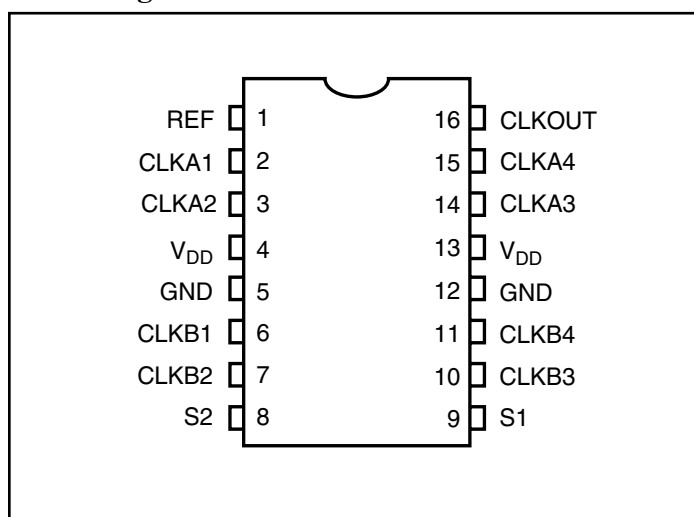 REF 1 16 CLKOUT
CLKA1 2 15 CLKA4
CLKA2 3 14 CLKA3
VDD 4 13 VDD
GND 5 12 GND
CLKB1 6 11 CLKB4
CLKB2 7 10 CLKB3
S2 8 9 S1